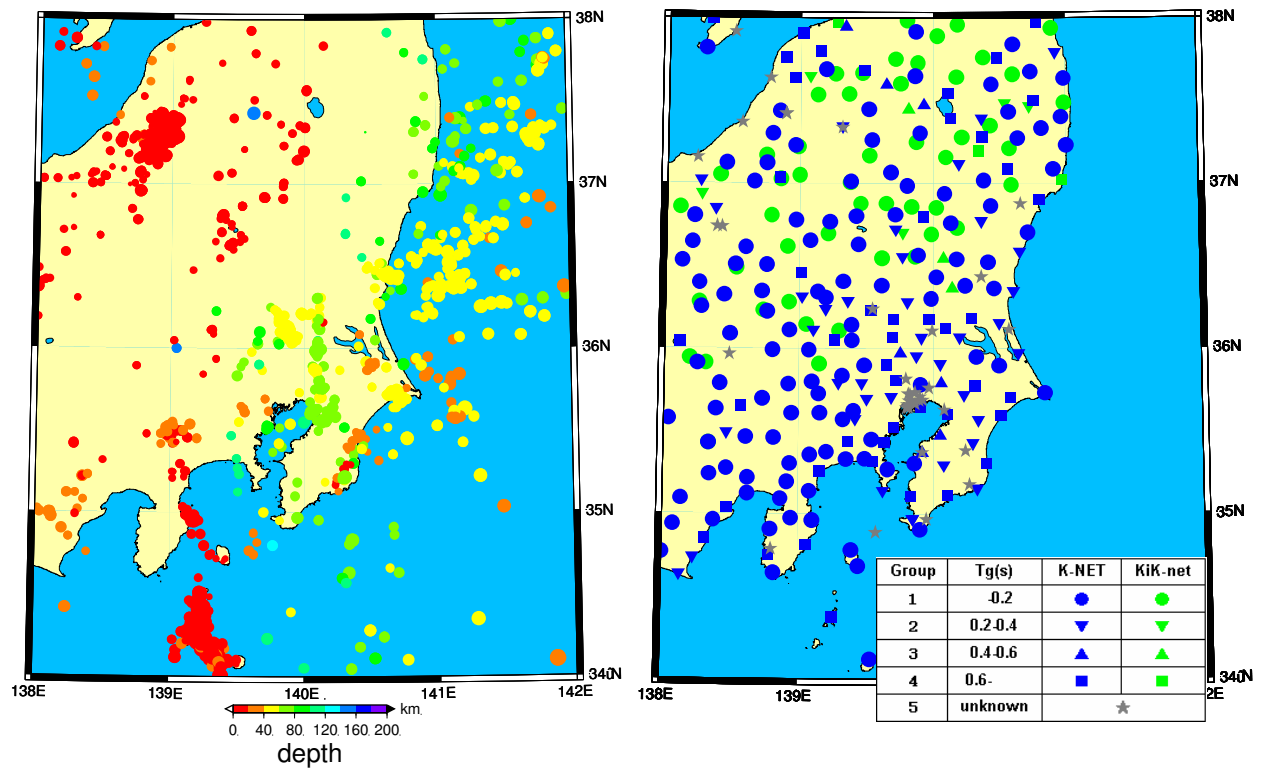 38N
37N
36N
35N
34N
138E 139E 140E 141E 142E
0. 40. 80. 120. 160. 200.
km.
depth
38N
37N
36N
35N
34N
138E 139E 2E
Group Tg(s) K-NET KiK-net
1 -0.2
2 0.2-0.4
3 0.4-0.6
4 0.6-
5 unknown